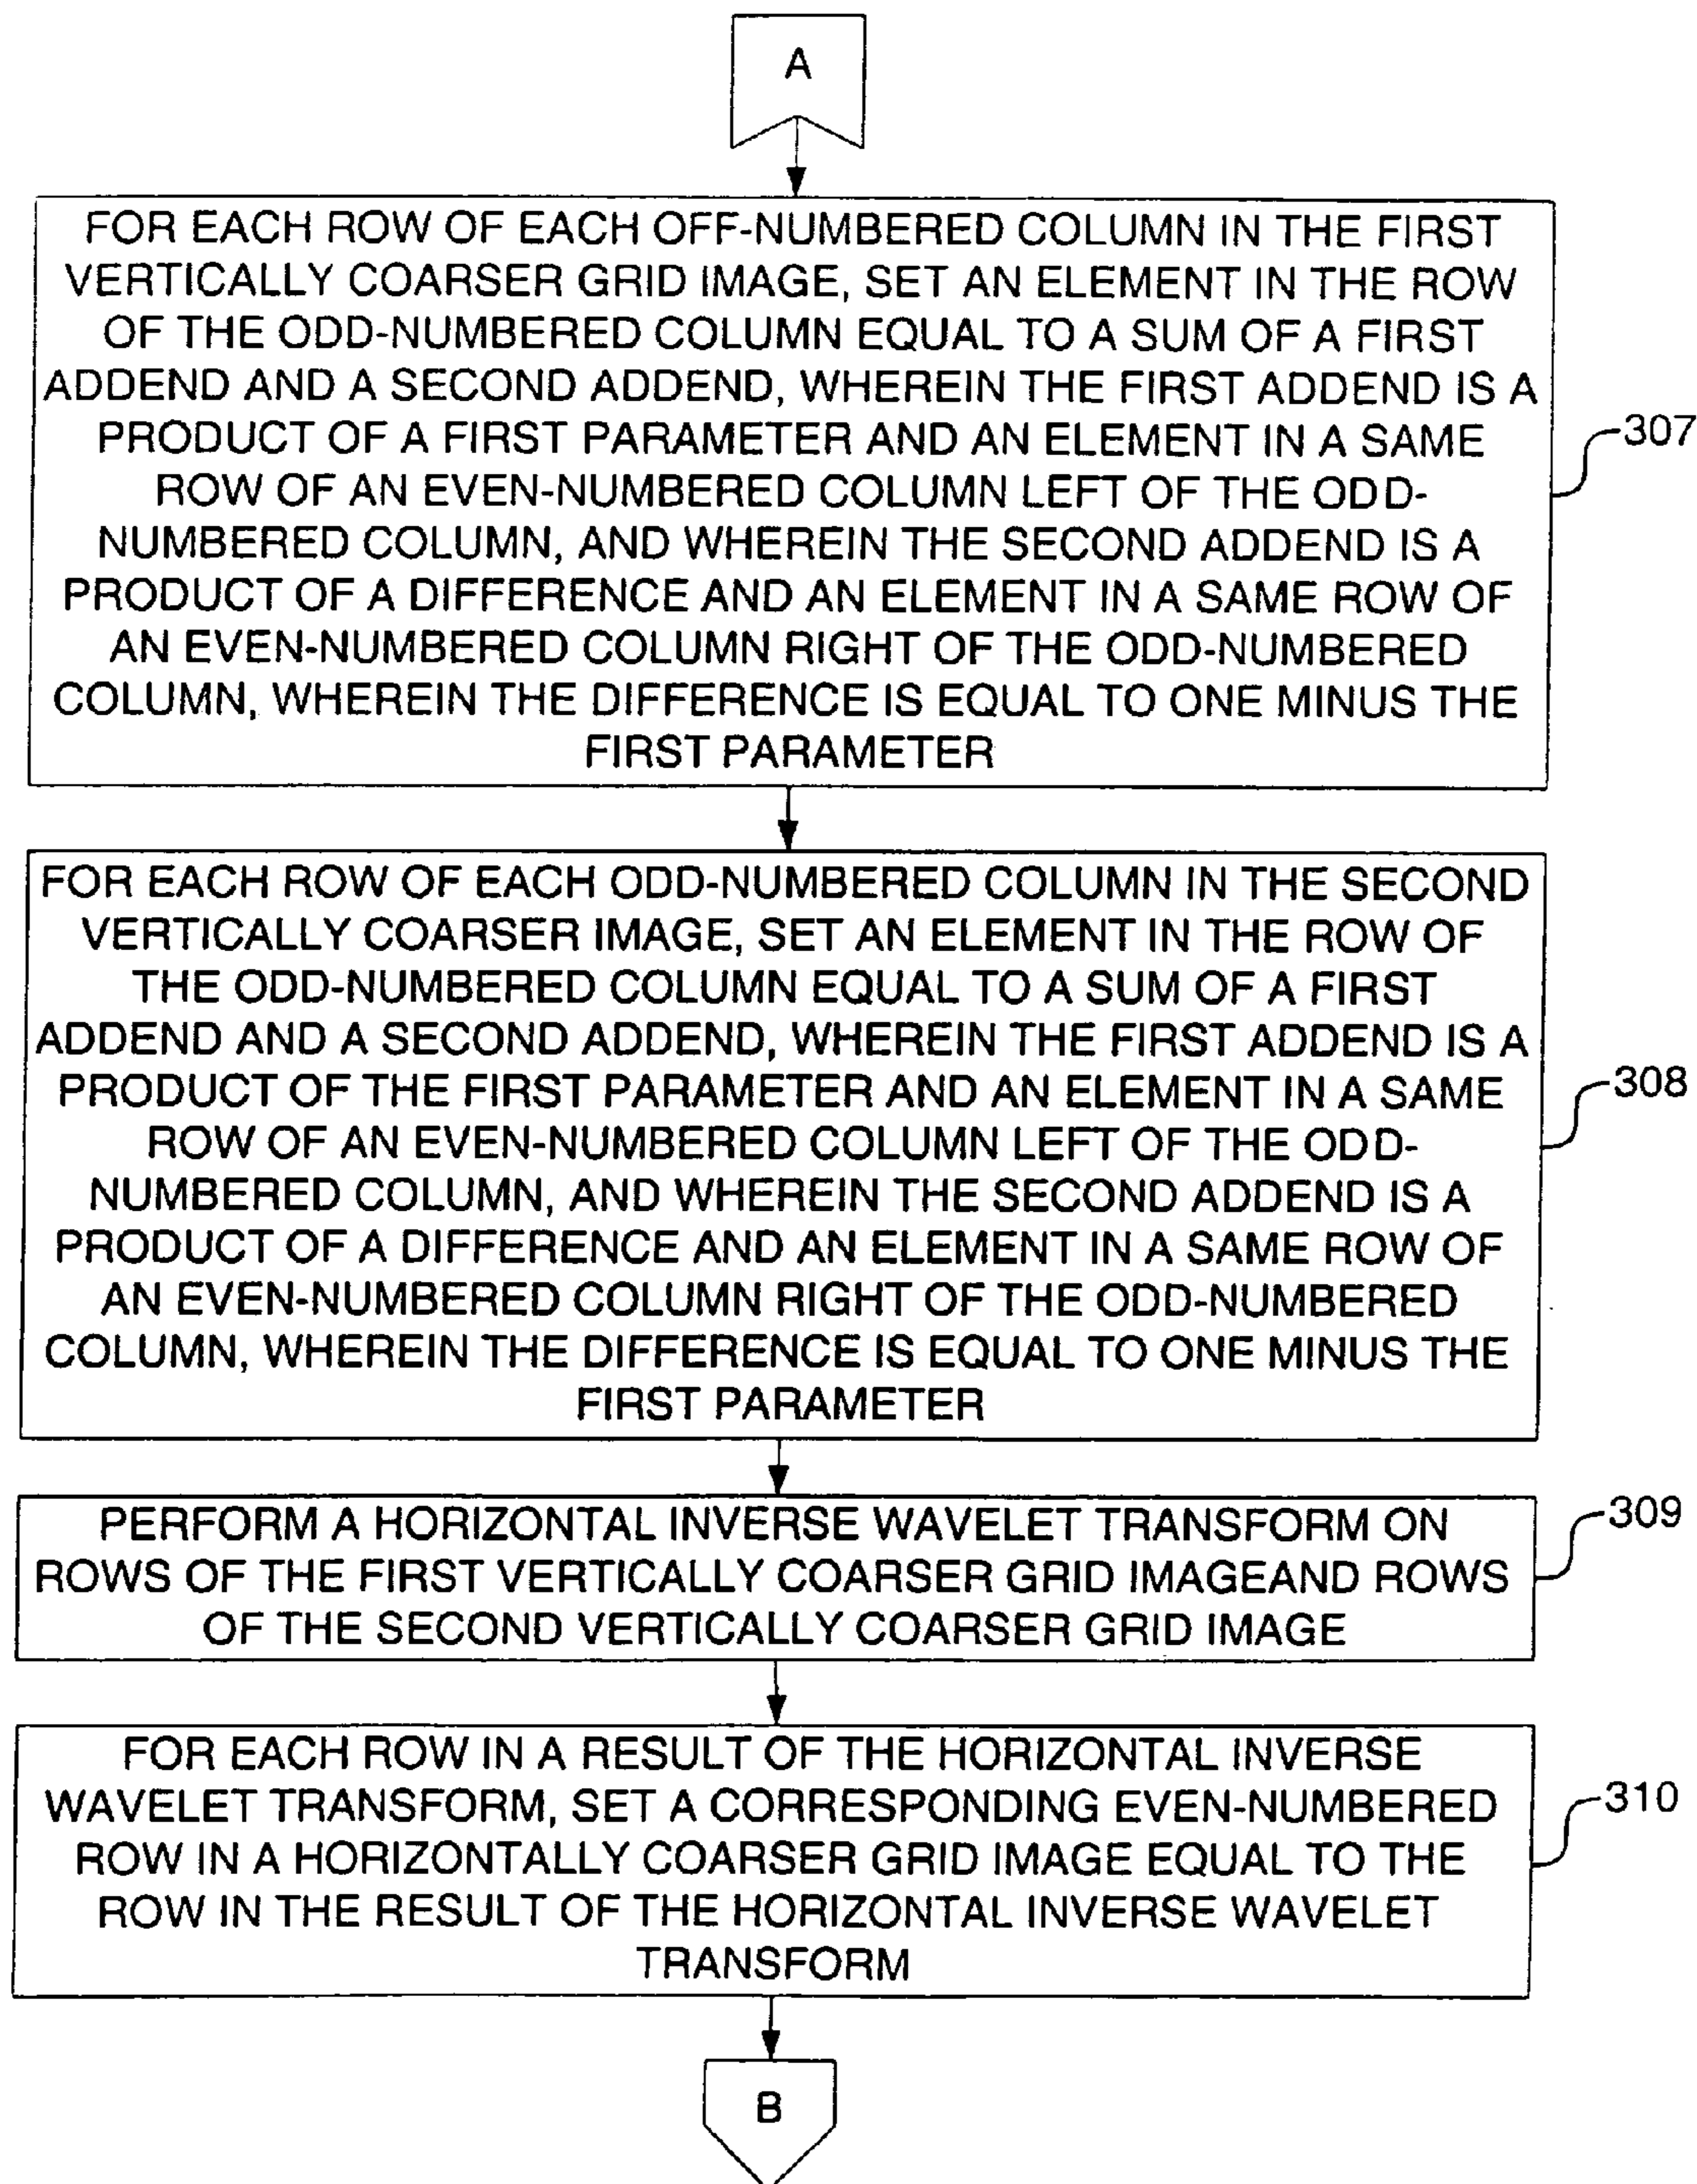 A
FOR EACH ROW OF EACH OFF-NUMBERED COLUMN IN THE FIRST
VERTICALLY COARSER GRID IMAGE, SET AN ELEMENT IN THE ROW
OF THE ODD-NUMBERED COLUMN EQUAL TO A SUM OF A FIRST
ADDEND AND A SECOND ADDEND, WHEREIN THE FIRST ADDEND IS A
PRODUCT OF A FIRST PARAMETER AND AN ELEMENT IN A SAME
ROW OF AN EVEN-NUMBERED COLUMN LEFT OF THE ODD-
NUMBERED COLUMN, AND WHEREIN THE SECOND ADDEND IS A
PRODUCT OF A DIFFERENCE AND AN ELEMENT IN A SAME ROW OF
AN EVEN-NUMBERED COLUMN RIGHT OF THE ODD-NUMBERED
COLUMN, WHEREIN THE DIFFERENCE IS EQUAL TO ONE MINUS THE
FIRST PARAMETER
307
FOR EACH ROW OF EACH ODD-NUMBERED COLUMN IN THE SECOND
VERTICALLY COARSER IMAGE, SET AN ELEMENT IN THE ROW OF
THE ODD-NUMBERED COLUMN EQUAL TO A SUM OF A FIRST
ADDEND AND A SECOND ADDEND, WHEREIN THE FIRST ADDEND IS A
PRODUCT OF THE FIRST PARAMETER AND AN ELEMENT IN A SAME
ROW OF AN EVEN-NUMBERED COLUMN LEFT OF THE ODD-
NUMBERED COLUMN, AND WHEREIN THE SECOND ADDEND IS A
PRODUCT OF A DIFFERENCE AND AN ELEMENT IN A SAME ROW OF
AN EVEN-NUMBERED COLUMN RIGHT OF THE ODD-NUMBERED
COLUMN, WHEREIN THE DIFFERENCE IS EQUAL TO ONE MINUS THE
FIRST PARAMETER
308
PERFORM A HORIZONTAL INVERSE WAVELET TRANSFORM ON
ROWS OF THE FIRST VERTICALLY COARSER GRID IMAGEAND ROWS
OF THE SECOND VERTICALLY COARSER GRID IMAGE
309
FOR EACH ROW IN A RESULT OF THE HORIZONTAL INVERSE
WAVELET TRANSFORM, SET A CORRESPONDING EVEN-NUMBERED
ROW IN A HORIZONTALLY COARSER GRID IMAGE EQUAL TO THE
ROW IN THE RESULT OF THE HORIZONTAL INVERSE WAVELET
TRANSFORM
310
B